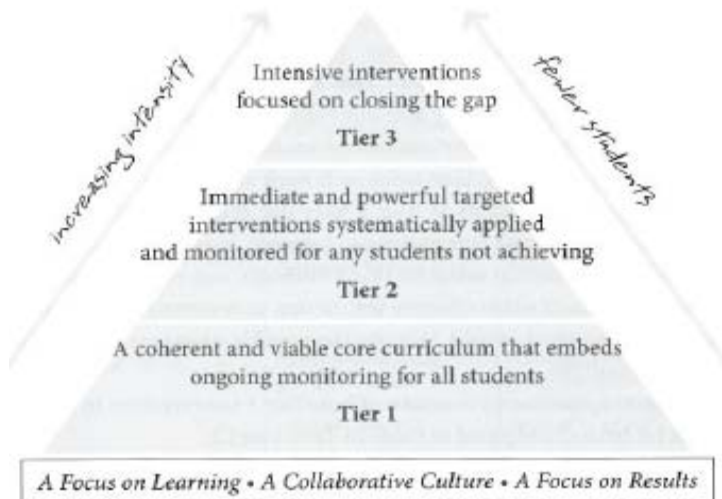 Intensive interventions
focused on closing the gap
Tier 3
increasing intensity
fewer students
Immediate and powerful targeted
interventions systematically applied
and monitored for any students not achieving
Tier 2
A coherent and viable core curriculum that embeds
ongoing monitoring for all students
Tier 1
A Focus on Learning • A Collaborative Culture • A Focus on Results